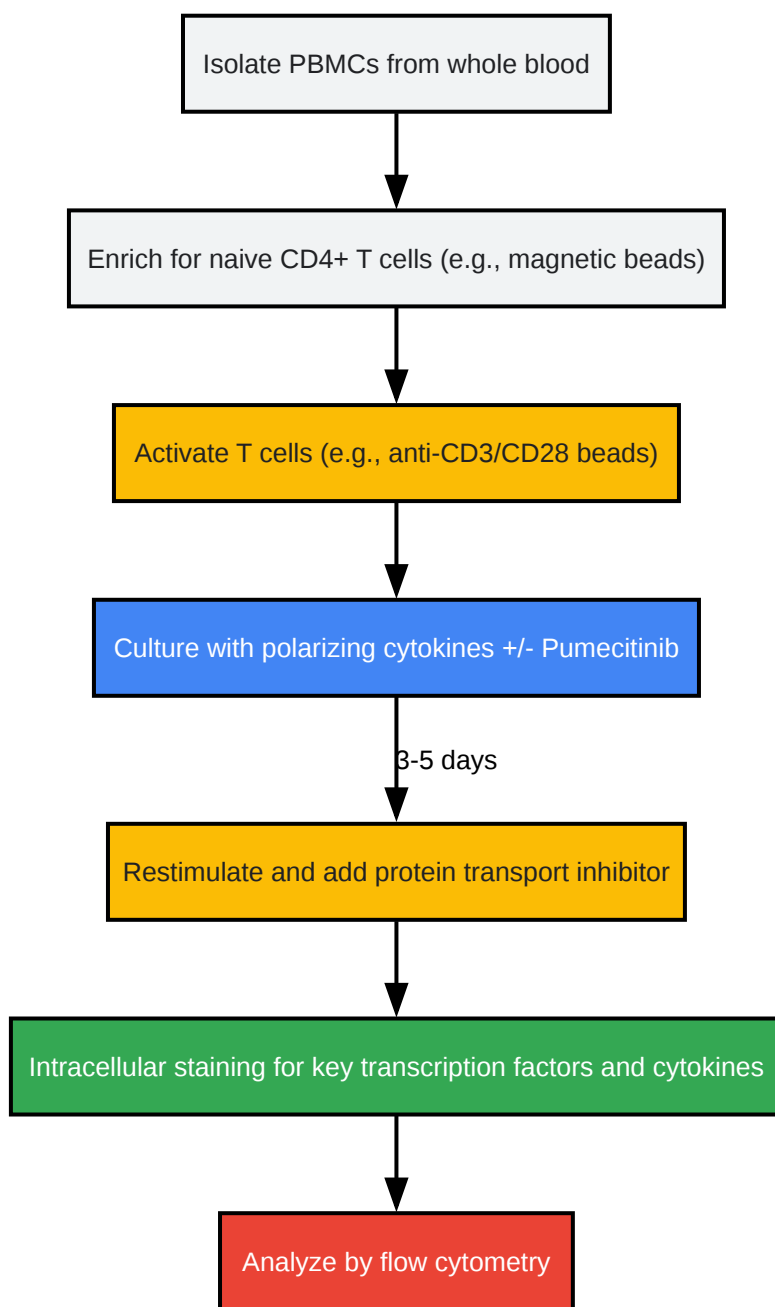 Isolate PBMCs from whole blood
Enrich for naive CD4+ T cells (e.g., magnetic beads)
Activate T cells (e.g., anti-CD3/CD28 beads)
Culture with polarizing cytokines +/- Pumecitinib
3-5 days
Restimulate and add protein transport inhibitor
Intracellular staining for key transcription factors and cytokines
Analyze by flow cytometry